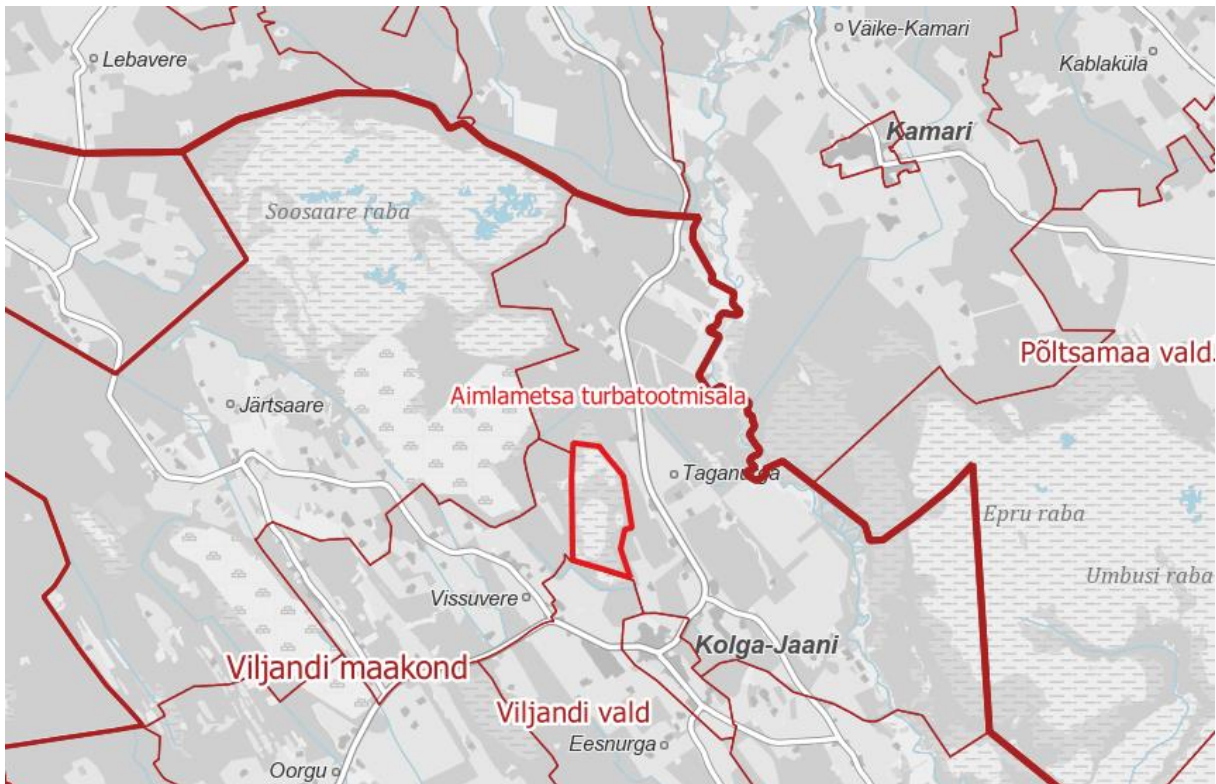 Väike-Kamari
Lebavere
Kablaküla
Kamari
Soosaare raba
Põltsamaa vald
Aimlametsa turbatootmisala
Järtsaare
Taganurga
Epru raba
Umbusi raba
Vissuvere
Kolga-Jaani
Viljandi maakond
Viljandi vald
Eesnurga
Oorgu